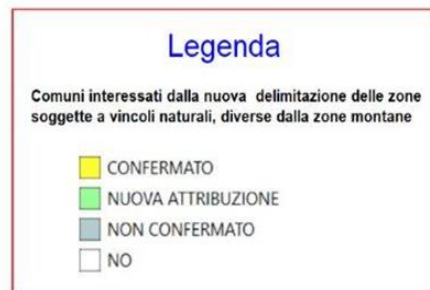 Legenda
Comuni interessati dalla nuova delimitazione delle zone
soggette a vincoli naturali, diverse dalla zone montane
CONFERMATO
NUOVA ATTRIBUZIONE
NON CONFERMATO
NO